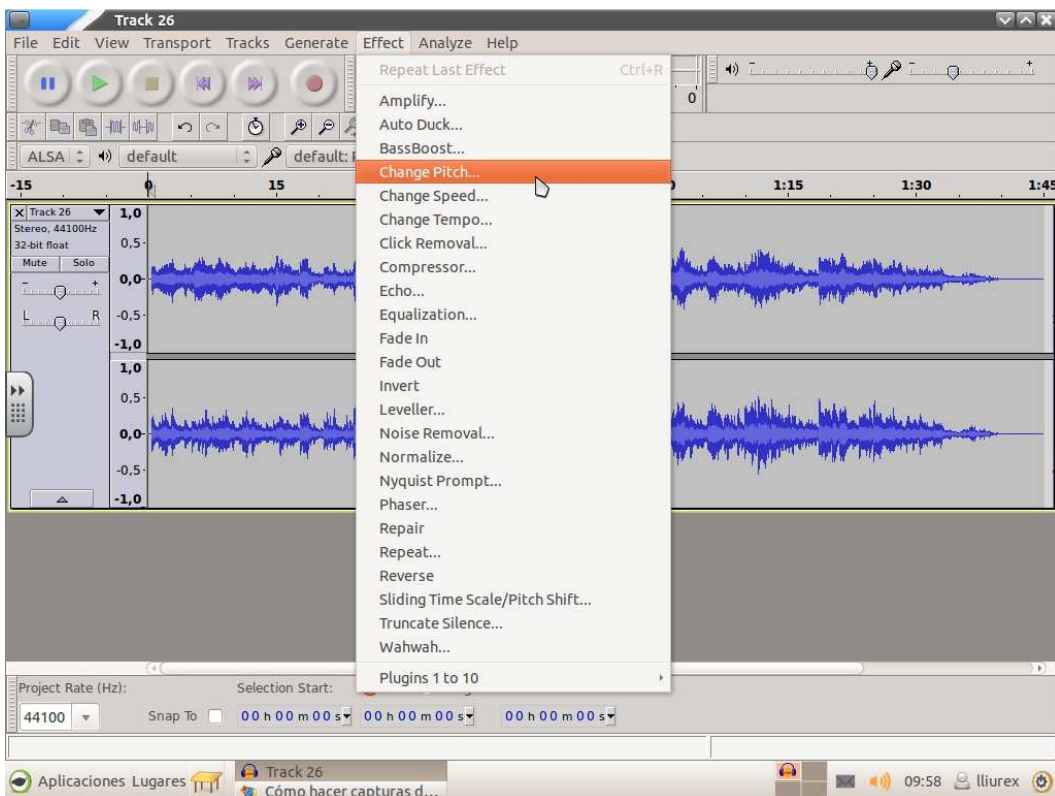 Track 26
File Edit View Transport Tracks Generate Effect Analyze Help
Repeat Last Effect Ctrl+R
0
Amplify...
Auto Duck...
BassBoost...
ALSA default default:
Change Pitch...
-15 0 15 1:15 1:30 1:45
Change Speed...
Change Tempo...
Click Removal...
Compressor...
Echo...
Equalization...
Fade In
Fade Out
Invert
Leveller...
Noise Removal...
Normalize...
Nyquist Prompt...
Phaser...
Repair
Repeat...
Reverse
Sliding Time Scale/Pitch Shift...
Truncate Silence...
Wahwah...
Plugins 1 to 10
X Track 26
Stereo, 44100Hz
32-bit float
Mute Solo
- +
L R
1,0
0,5
0,0
-0,5
-1,0
1,0
0,5
0,0
-0,5
-1,0
Project Rate (Hz): Selection Start:
44100 Snap To 00 h 00 m 00 s 00 h 00 m 00 s 00 h 00 m 00 s
Aplicaciones Lugares Track 26 09:58 lliurex
Cómo hacer capturas d...